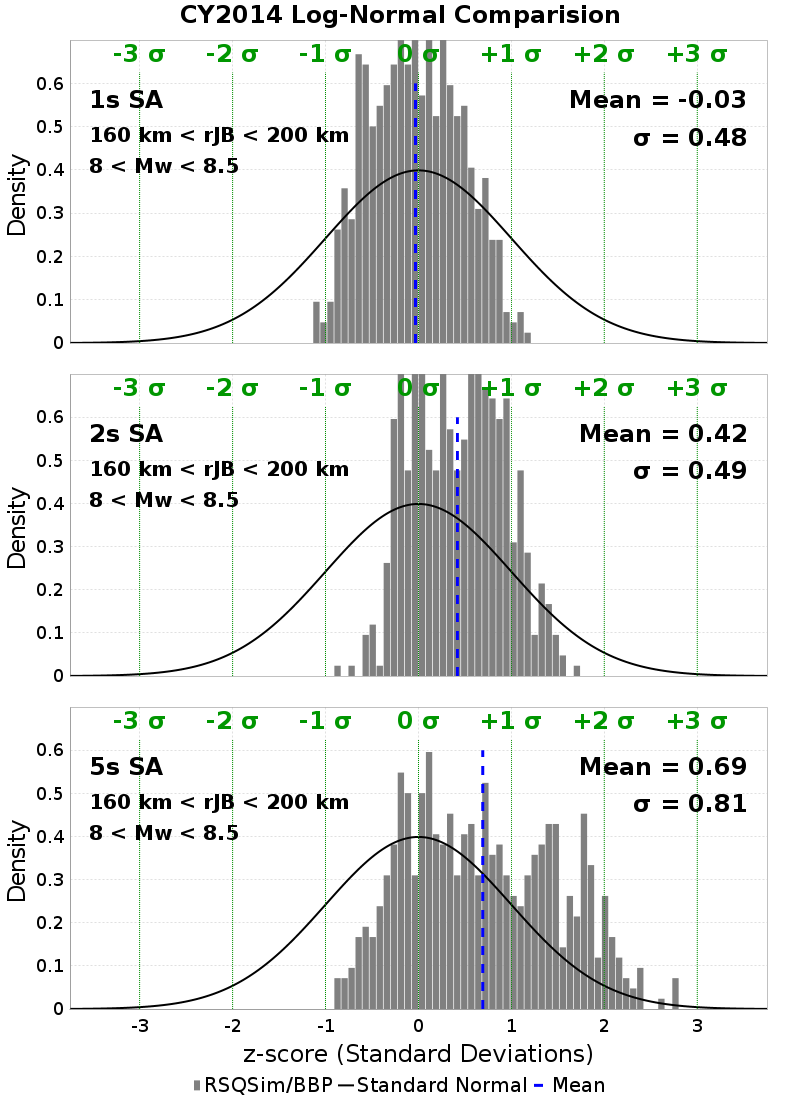 CY2014 Log-Normal Comparision
-3 σ -2 σ -1 σ 0 σ +1 σ +2 σ +3 σ
1s SA
160 km < rJB < 200 km
8 < Mw < 8.5
Mean = -0.03
σ = 0.48
Density
0.6
0.5
0.4
0.3
0.2
0.1
0
-3 σ -2 σ -1 σ 0 σ +1 σ +2 σ +3 σ
2s SA
160 km < rJB < 200 km
8 < Mw < 8.5
Mean = 0.42
σ = 0.49
Density
0.6
0.5
0.4
0.3
0.2
0.1
0
-3 σ -2 σ -1 σ 0 σ +1 σ +2 σ +3 σ
5s SA
160 km < rJB < 200 km
8 < Mw < 8.5
Mean = 0.69
σ = 0.81
Density
0.6
0.5
0.4
0.3
0.2
0.1
0
-3 -2 -1 0 1 2 3
z-score (Standard Deviations)
RSQSim/BBP Standard Normal Mean